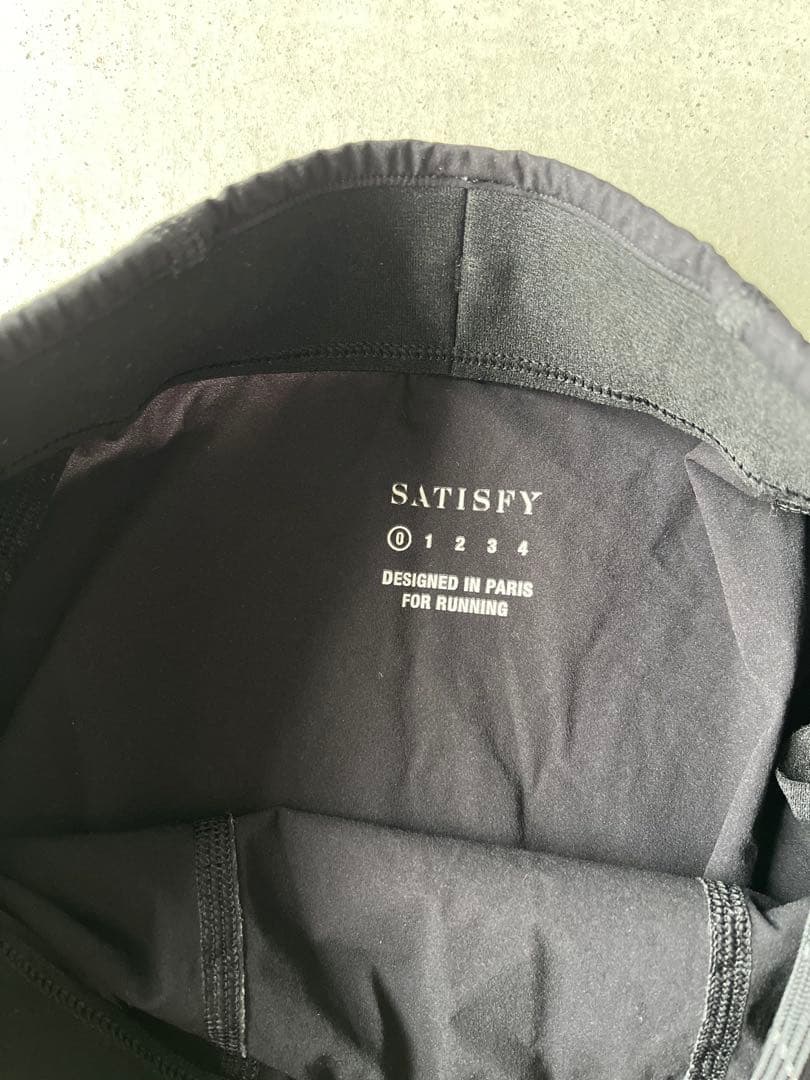 SATISFY
0 1 2 3 4
DESIGNED IN PARIS
FOR RUNNING